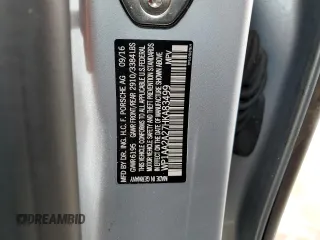 MFD. BY DR. ING. H.C. F. PORSCHE AG 09/16
GVWR 6195 GAWR FRONT/REAR 2910/3384 LBS
THIS VEHICLE CONFORMS TO ALL APPLICABLE U.S. FEDERAL
MOTOR VEHICLE SAFETY AND THEFT PREVENTION STANDARDS
IN EFFECT ON THE DATE OF MANUFACTURE SHOWN ABOVE.
WP1AA2A27HKA83499 MPV
MADE IN GERMANY
DREAMBID